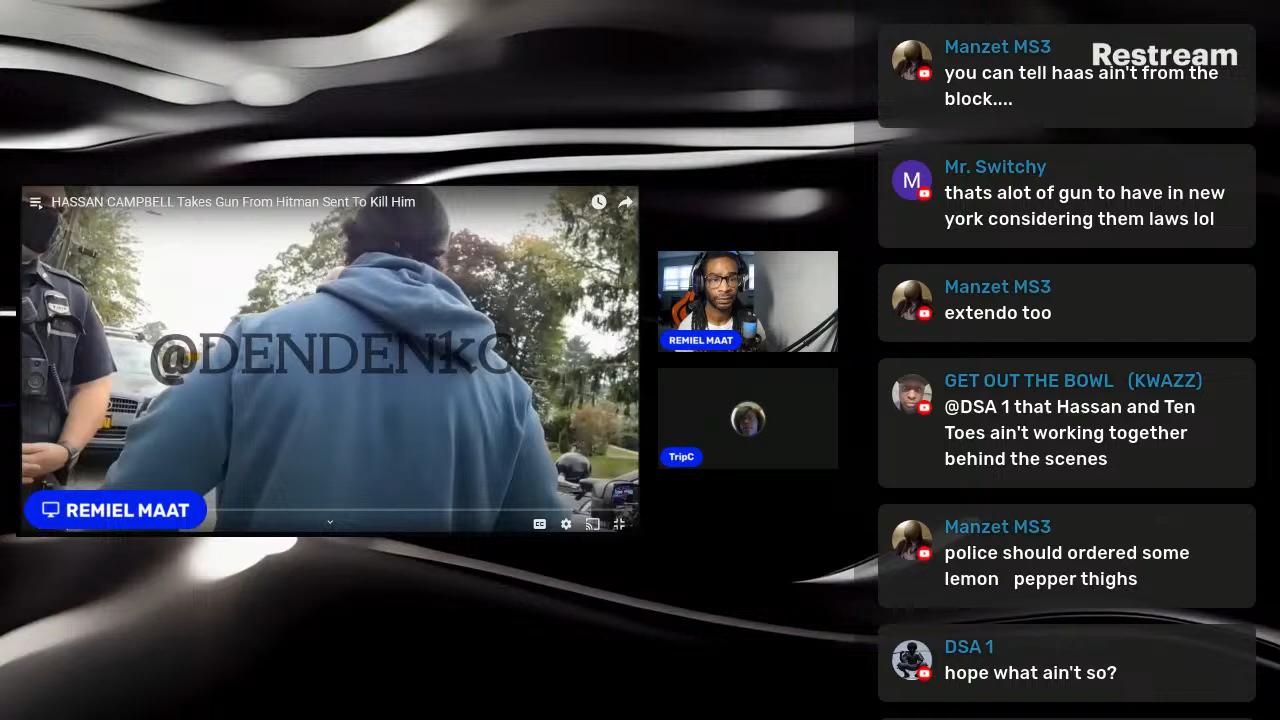 HASSAN CAMPBELL Takes Gun From Hitman Sent To Kill Him
@DENDENkC
REMIEL MAAT
REMIEL MAAT
TripC
Restream
Manzet MS3
you can tell haas ain't from the
block....
M
Mr. Switchy
thats alot of gun to have in new
york considering them laws lol
Manzet MS3
extendo too
GET OUT THE BOWL (KWAZZ)
@DSA 1 that Hassan and Ten
Toes ain't working together
behind the scenes
Manzet MS3
police should ordered some
lemon pepper thighs
DSA 1
hope what ain't so?